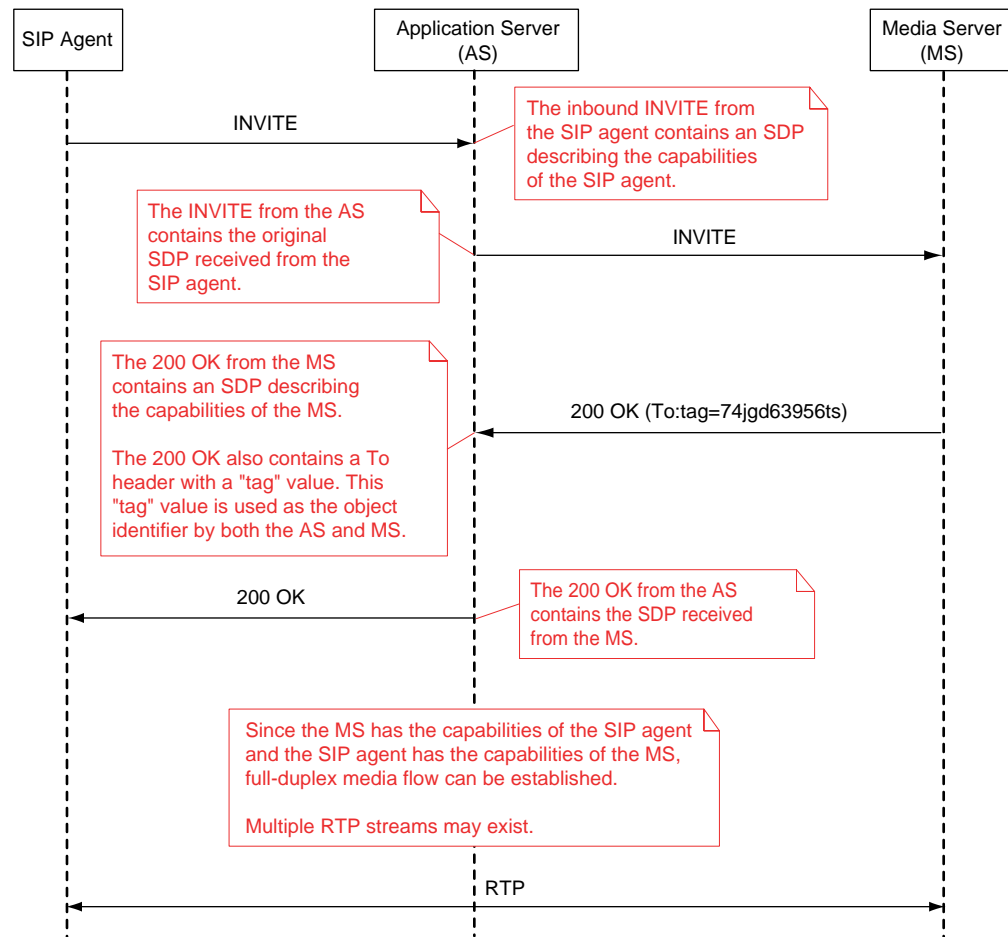 SIP Agent
Application Server
(AS)
Media Server
(MS)
INVITE
The inbound INVITE from
the SIP agent contains an SDP
describing the capabilities
of the SIP agent.
The INVITE from the AS
contains the original
SDP received from the
SIP agent.
INVITE
The 200 OK from the MS
contains an SDP describing
the capabilities of the MS.
The 200 OK also contains a To
header with a "tag" value. This
"tag" value is used as the object
identifier by both the AS and MS.
200 OK (To:tag=74jgd63956ts)
200 OK
The 200 OK from the AS
contains the SDP received
from the MS.
Since the MS has the capabilities of the SIP agent
and the SIP agent has the capabilities of the MS,
full-duplex media flow can be established.
Multiple RTP streams may exist.
RTP